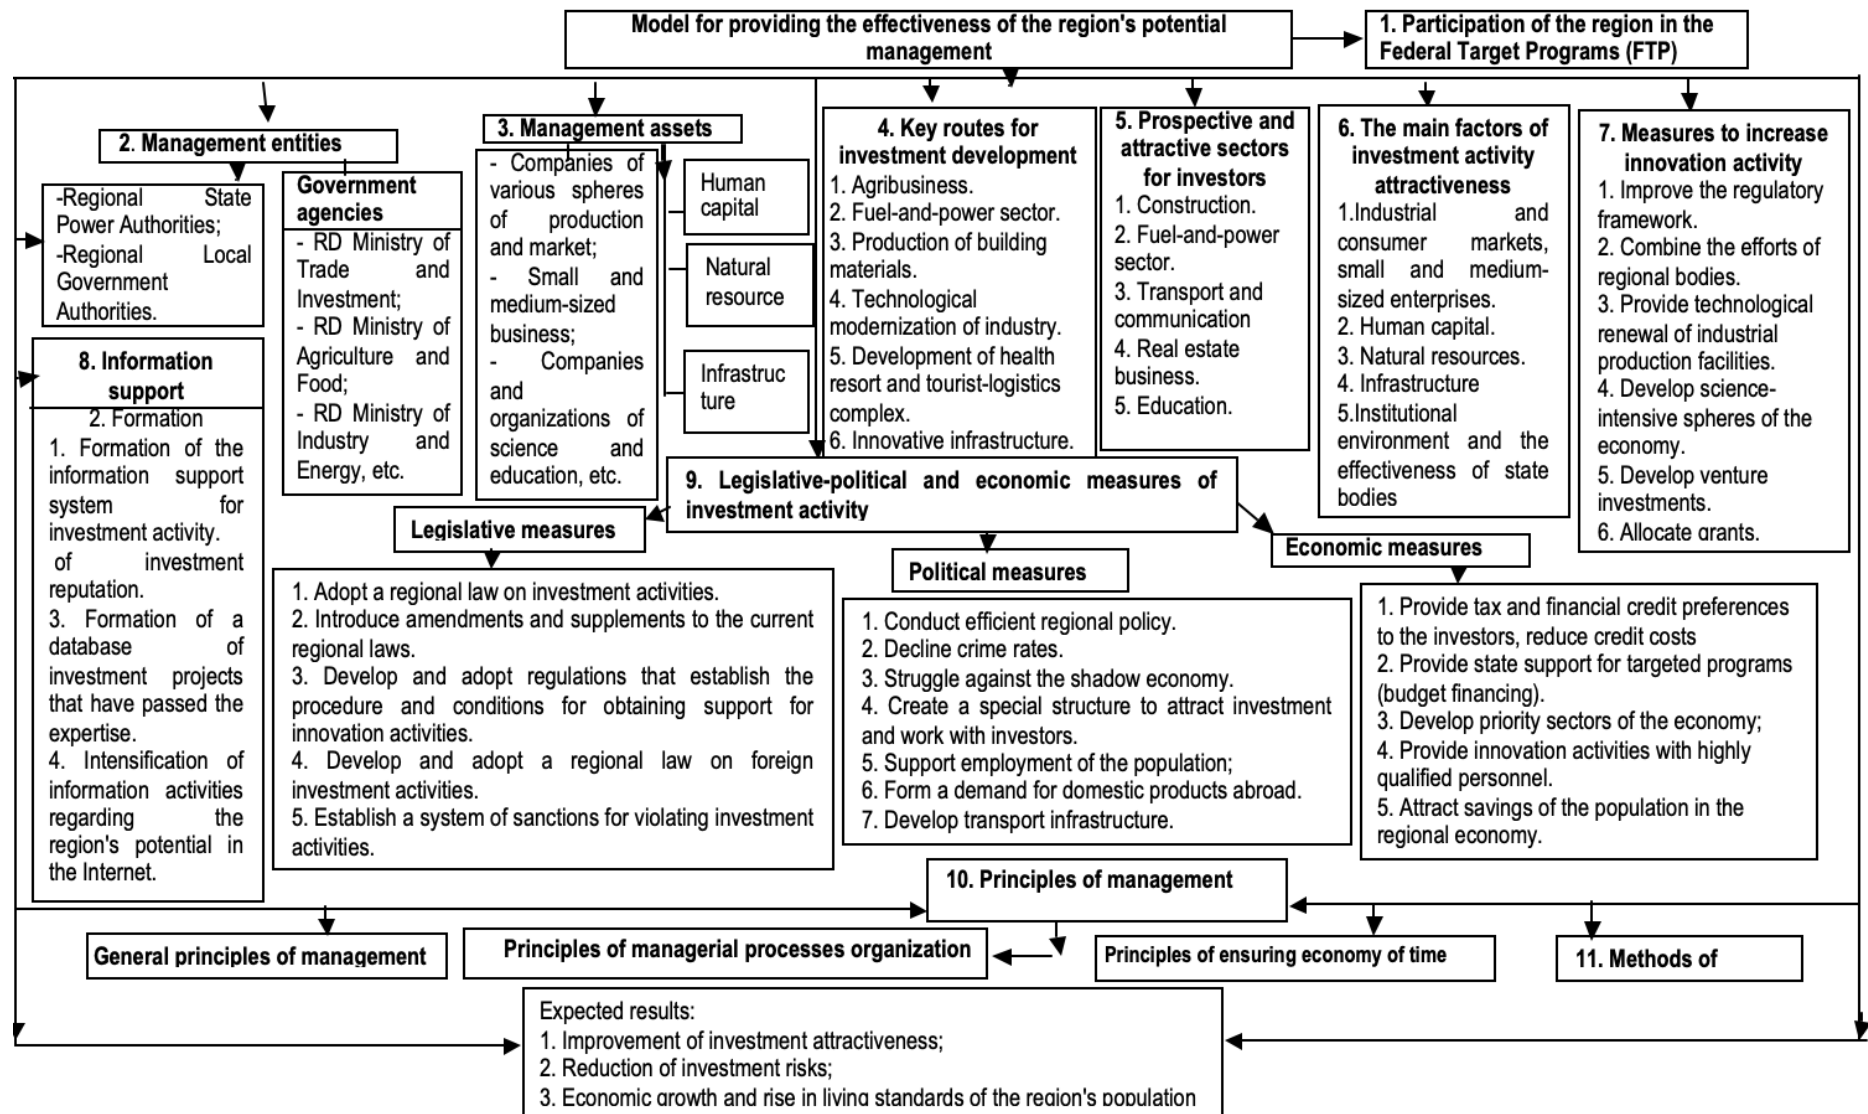 Model for providing the effectiveness of the region's potential
management
1. Participation of the region in the
Federal Target Programs (FTP)
2. Management entities
-Regional State
Power Authorities;
-Regional Local
Government
Authorities.
Government
agencies
- RD Ministry of
Trade and
Investment;
- RD Ministry of
Agriculture and
Food;
- RD Ministry of
Industry and
Energy, etc.
3. Management assets
- Companies of
various spheres
of production
and market;
- Small and
medium-sized
business;
- Companies
and
organizations of
science and
education, etc.
Human
capital
Natural
resource
Infrastruc
ture
4. Key routes for
investment development
1. Agribusiness.
2. Fuel-and-power sector.
3. Production of building
materials.
4. Technological
modernization of industry.
5. Development of health
resort and tourist-logistics
complex.
6. Innovative infrastructure.
5. Prospective and
attractive sectors
for investors
1. Construction.
2. Fuel-and-power
sector.
3. Transport and
communication
4. Real estate
business.
5. Education.
6. The main factors of
investment activity
attractiveness
1.Industrial and
consumer markets,
small and medium-
sized enterprises.
2. Human capital.
3. Natural resources.
4. Infrastructure
5.Institutional
environment and the
effectiveness of state
bodies
7. Measures to increase
innovation activity
1. Improve the regulatory
framework.
2. Combine the efforts of
regional bodies.
3. Provide technological
renewal of industrial
production facilities.
4. Develop science-
intensive spheres of the
economy.
5. Develop venture
investments.
6. Allocate grants.
8. Information
support
2. Formation
1. Formation of the
information support
system for
investment activity.
of investment
reputation.
3. Formation of a
database of
investment projects
that have passed the
expertise.
4. Intensification of
information activities
regarding the
region's potential in
the Internet.
9. Legislative-political and economic measures of
investment activity
Legislative measures
1. Adopt a regional law on investment activities.
2. Introduce amendments and supplements to the current
regional laws.
3. Develop and adopt regulations that establish the
procedure and conditions for obtaining support for
innovation activities.
4. Develop and adopt a regional law on foreign
investment activities.
5. Establish a system of sanctions for violating investment
activities.
Political measures
1. Conduct efficient regional policy.
2. Decline crime rates.
3. Struggle against the shadow economy.
4. Create a special structure to attract investment
and work with investors.
5. Support employment of the population;
6. Form a demand for domestic products abroad.
7. Develop transport infrastructure.
Economic measures
1. Provide tax and financial credit preferences
to the investors, reduce credit costs
2. Provide state support for targeted programs
(budget financing).
3. Develop priority sectors of the economy;
4. Provide innovation activities with highly
qualified personnel.
5. Attract savings of the population in the
regional economy.
10. Principles of management
General principles of management
Principles of managerial processes organization
Principles of ensuring economy of time
11. Methods of
Expected results:
1. Improvement of investment attractiveness;
2. Reduction of investment risks;
3. Economic growth and rise in living standards of the region's population